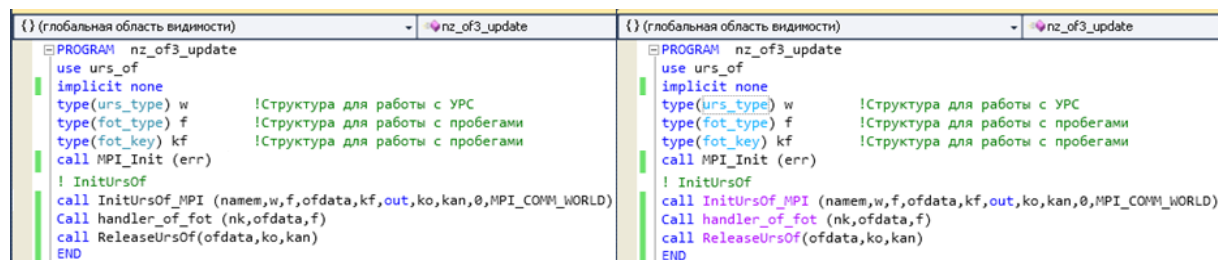 {} (глобальная область видимости) nz_of3_update
PROGRAM nz_of3_update
use urs_of
implicit none
type(urs_type) w !Структура для работы с УРС
type(fot_type) f !Структура для работы с пробегами
type(fot_key) kf !Структура для работы с пробегами
call MPI_Init (err)
! InitUrsOf
call InitUrsOf_MPI (namem,w,f,ofdata,kf,out,ko,kan,0,MPI_COMM_WORLD)
Call handler_of_fot (nk,ofdata,f)
call ReleaseUrsOf(ofdata,ko,kan)
END
{} (глобальная область видимости) nz_of3_update
PROGRAM nz_of3_update
use urs_of
implicit none
type(urs_type) w !Структура для работы с УРС
type(fot_type) f !Структура для работы с пробегами
type(fot_key) kf !Структура для работы с пробегами
call MPI_Init (err)
! InitUrsOf
call InitUrsOf_MPI (namem,w,f,ofdata,kf,out,ko,kan,0,MPI_COMM_WORLD)
Call handler_of_fot (nk,ofdata,f)
call ReleaseUrsOf(ofdata,ko,kan)
END